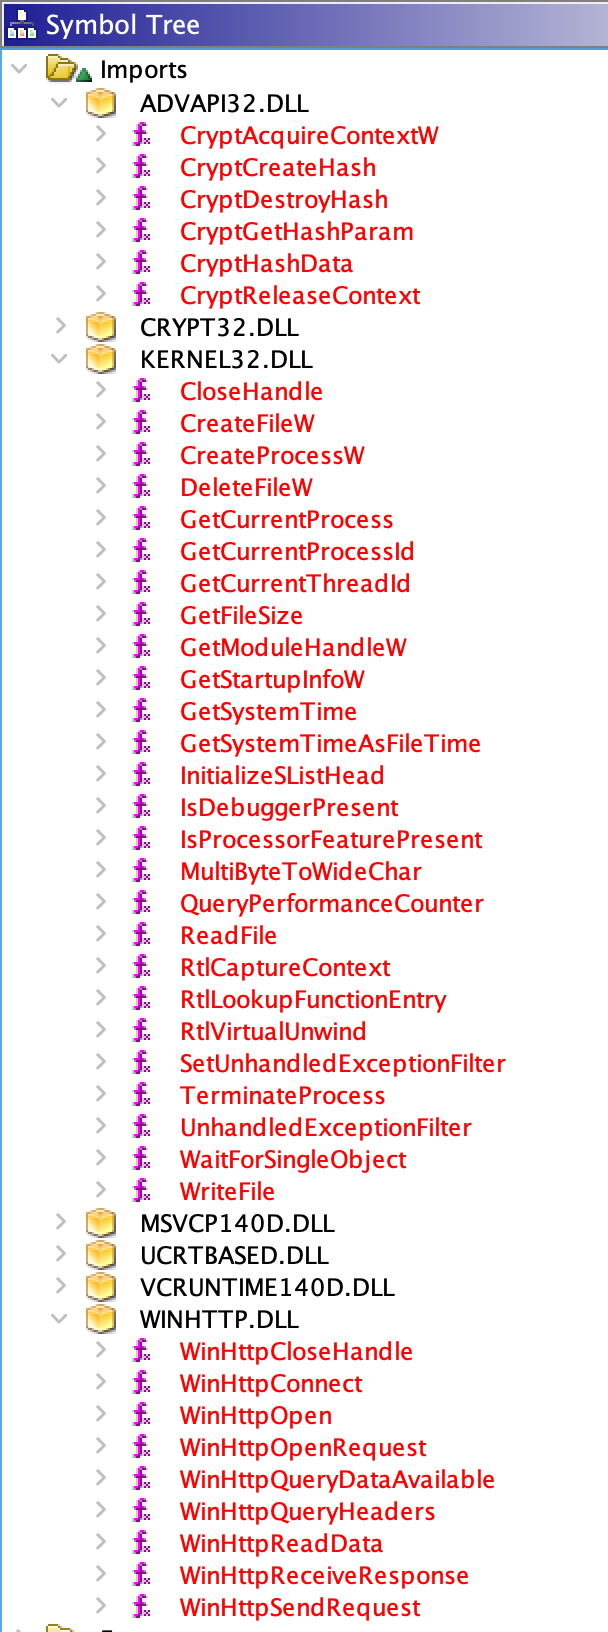 Symbol Tree
Imports
ADVAPI32.DLL
CryptAcquireContextW
CryptCreateHash
CryptDestroyHash
CryptGetHashParam
CryptHashData
CryptReleaseContext
CRYPT32.DLL
KERNEL32.DLL
CloseHandle
CreateFileW
CreateProcessW
DeleteFileW
GetCurrentProcess
GetCurrentProcessId
GetCurrentThreadId
GetFileSize
GetModuleHandleW
GetStartupInfoW
GetSystemTime
GetSystemTimeAsFileTime
InitializeSListHead
IsDebuggerPresent
IsProcessorFeaturePresent
MultiByteToWideChar
QueryPerformanceCounter
ReadFile
RtlCaptureContext
RtlLookupFunctionEntry
RtlVirtualUnwind
SetUnhandledExceptionFilter
TerminateProcess
UnhandledExceptionFilter
WaitForSingleObject
WriteFile
MSVCP140D.DLL
UCRTBASED.DLL
VCRUNTIME140D.DLL
WINHTTP.DLL
WinHttpCloseHandle
WinHttpConnect
WinHttpOpen
WinHttpOpenRequest
WinHttpQueryDataAvailable
WinHttpQueryHeaders
WinHttpReadData
WinHttpReceiveResponse
WinHttpSendRequest